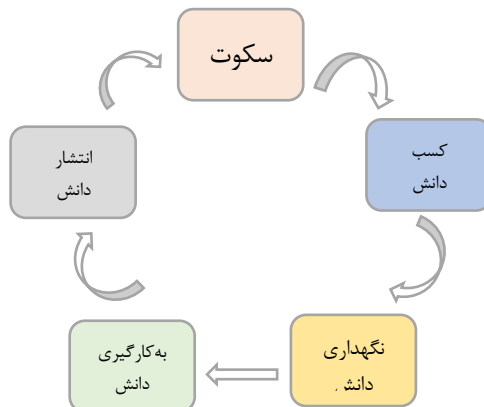 سکوت
کسب
دانش
نگهداری
دانش
به‌کارگیری
دانش
انتشار
دانش